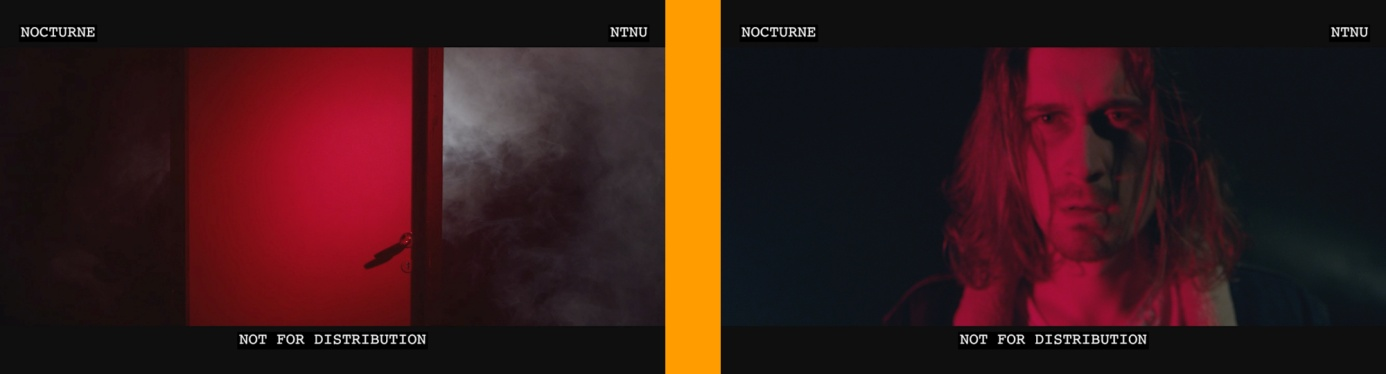 NOCTURNE
NTNU
NOT FOR DISTRIBUTION
NOCTURNE
NTNU
NOT FOR DISTRIBUTION